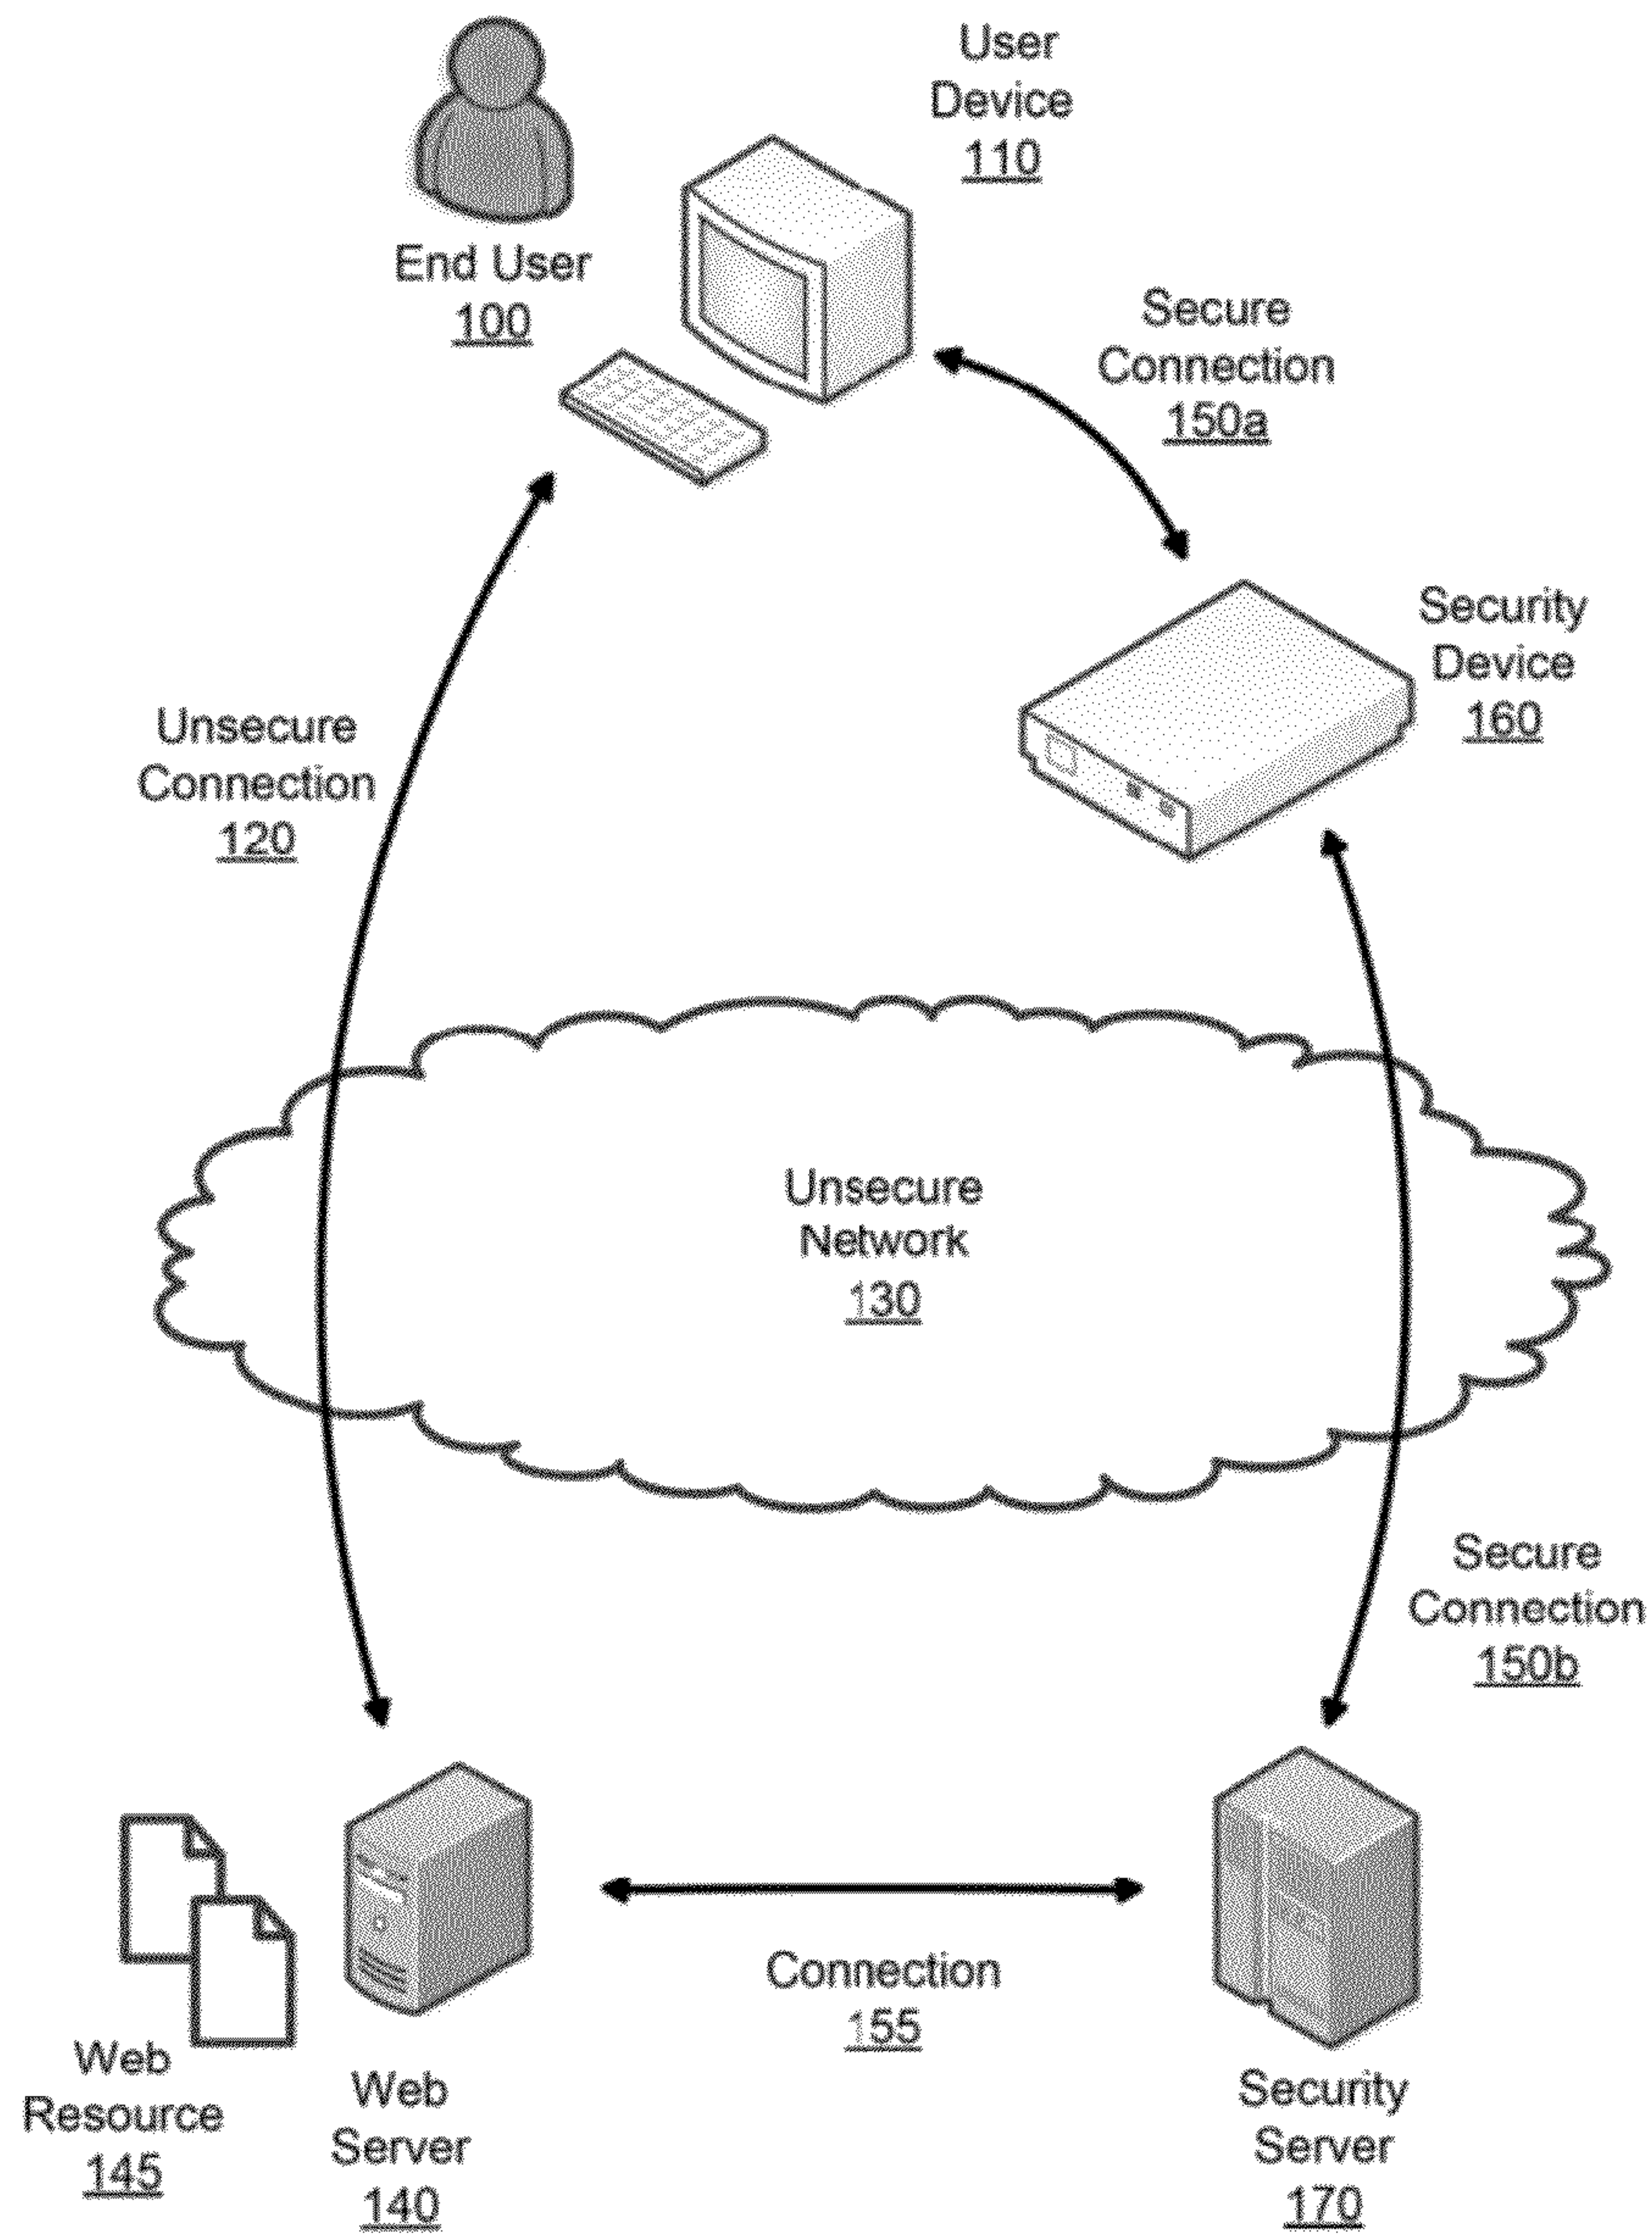 User
Device
110
End User
100
Secure
Connection
150a
Security
Device
160
Unsecure
Connection
120
Unsecure
Network
130
Secure
Connection
150b
Connection
155
Web
Resource
145
Web
Server
140
Security
Server
170